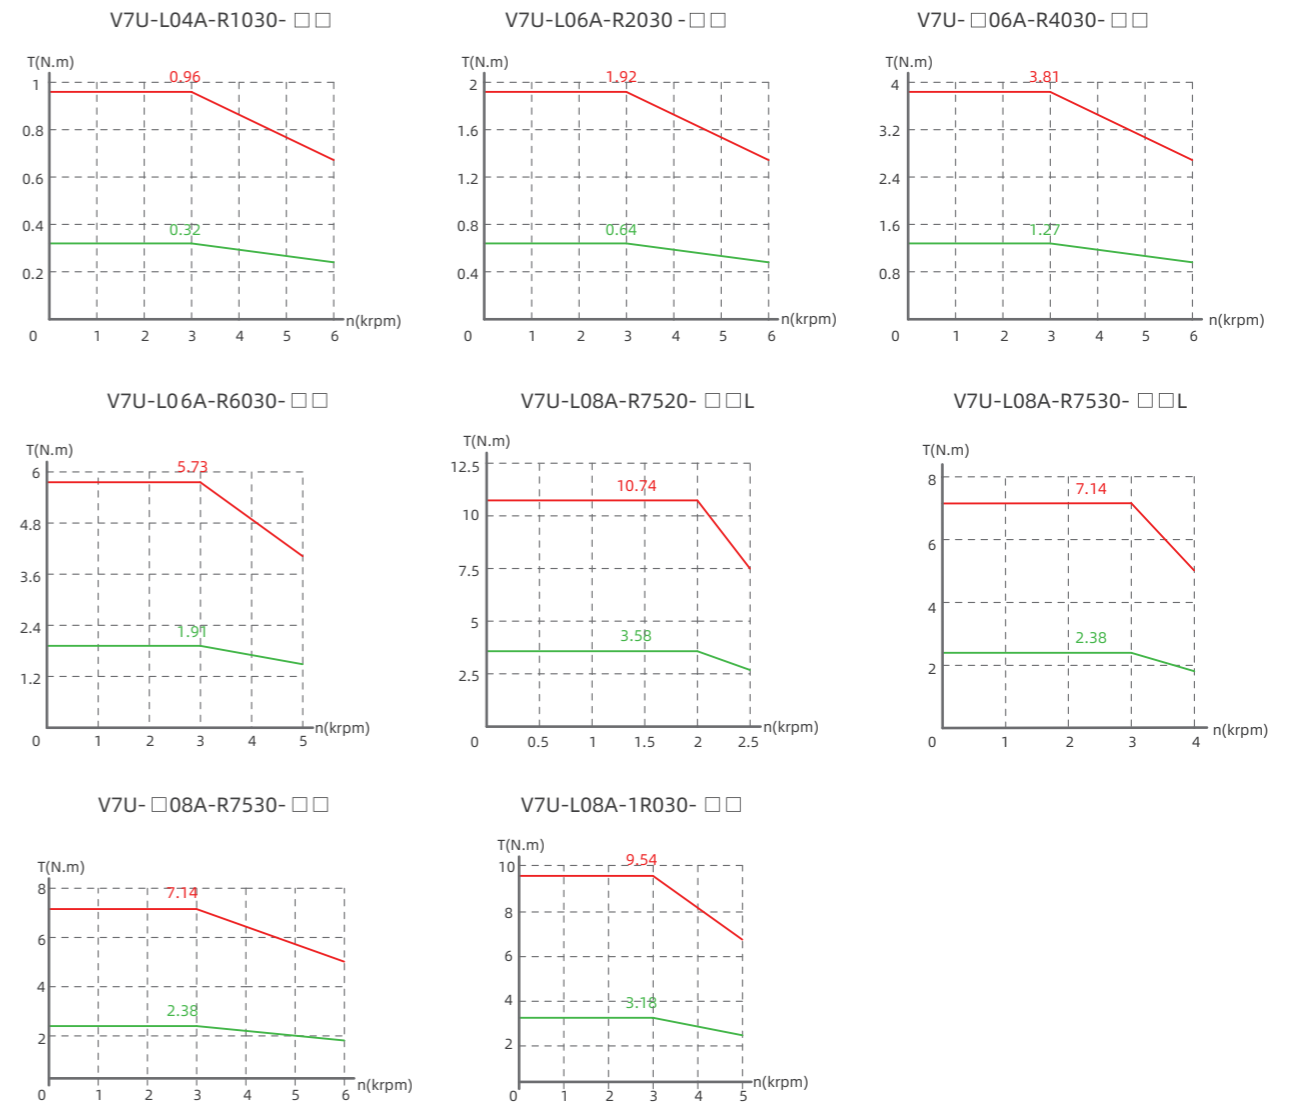 V7U-L04A-R1030- □□
T(N.m)
1
0.96
0.8
0.6
0.4
0.32
0.2
0 1 2 3 4 5 6
n(krpm)
V7U-L06A-R2030 -□□
T(N.m)
2
1.92
1.6
1.2
0.8
0.64
0.4
0 1 2 3 4 5 6
n(krpm)
V7U- □06A-R4030- □□
T(N.m)
4
3.81
3.2
2.4
1.6
1.27
0.8
0 1 2 3 4 5 6
n(krpm)
V7U-L06A-R6030- □□
T(N.m)
6
5.73
4.8
3.6
2.4
1.91
1.2
0 1 2 3 4 5
n(krpm)
V7U-L08A-R7520- □□L
T(N.m)
12.5
10.74
10
7.5
5
3.58
2.5
0 0.5 1 1.5 2 2.5
n(krpm)
V7U-L08A-R7530- □□L
T(N.m)
8
7.14
6
4
2.38
2
0 1 2 3 4
n(krpm)
V7U- □08A-R7530- □□
T(N.m)
8
7.14
6
4
2.38
2
0 1 2 3 4 5 6
n(krpm)
V7U-L08A-1R030- □□
T(N.m)
10
9.54
8
6
4
3.18
2
0 1 2 3 4 5
n(krpm)